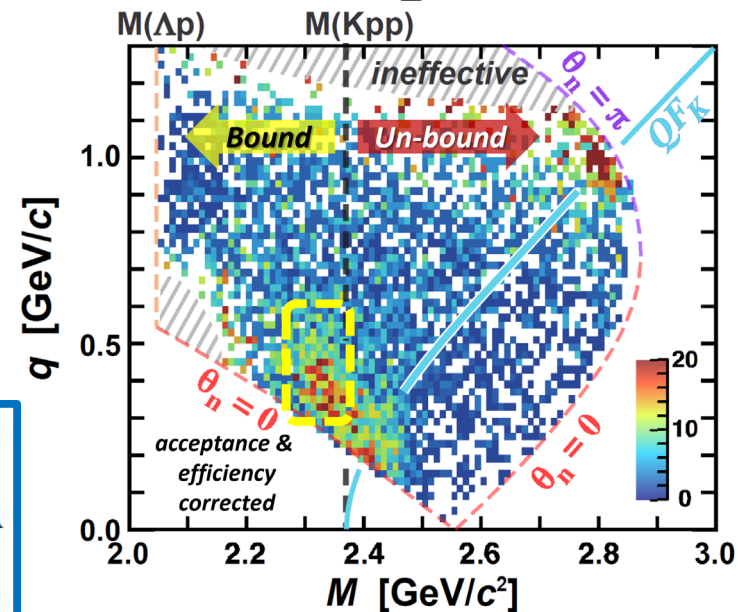 M(Λp) M(Kpp)
ineffective
θn = π
QFK
Bound
Un-bound
1.0
q [GeV/c]
0.5
θn = 0
20
10
0
θn = 0
acceptance &
efficiency
corrected
0.0
2.0 2.2 2.4 2.6 2.8 3.0
M [GeV/c²]